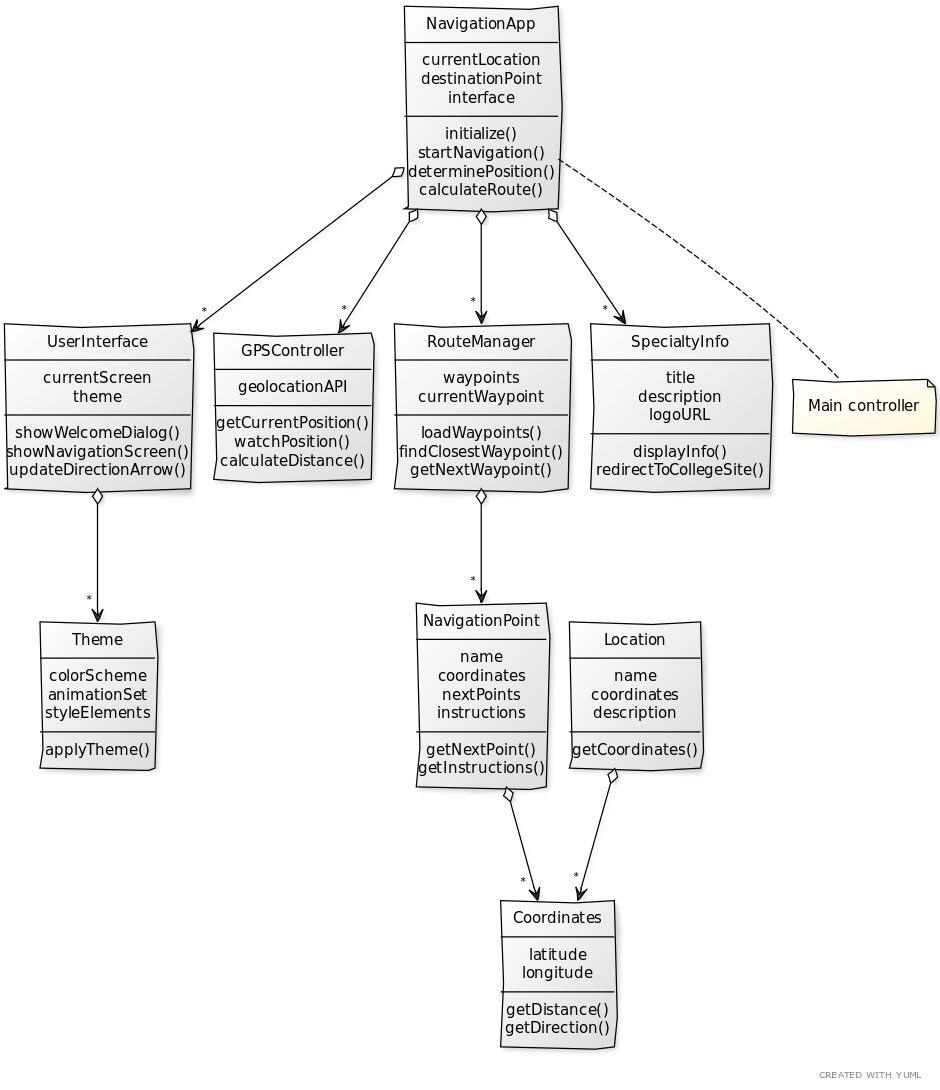 NavigationApp
currentLocation
destinationPoint
interface
initialize()
startNavigation()
determinePosition()
calculateRoute()
*
*
*
*
UserInterface
currentScreen
theme
showWelcomeDialog()
showNavigationScreen()
updateDirectionArrow()
GPSController
geolocationAPI
getCurrentPosition()
watchPosition()
calculateDistance()
RouteManager
waypoints
currentWaypoint
loadWaypoints()
findClosestWaypoint()
getNextWaypoint()
SpecialtyInfo
title
description
logoURL
displayInfo()
redirectToCollegeSite()
Main controller
*
*
Theme
colorScheme
animationSet
styleElements
applyTheme()
NavigationPoint
name
coordinates
nextPoints
instructions
getNextPoint()
getInstructions()
Location
name
coordinates
description
getCoordinates()
*
*
Coordinates
latitude
longitude
getDistance()
getDirection()
CREATED WITH YUML